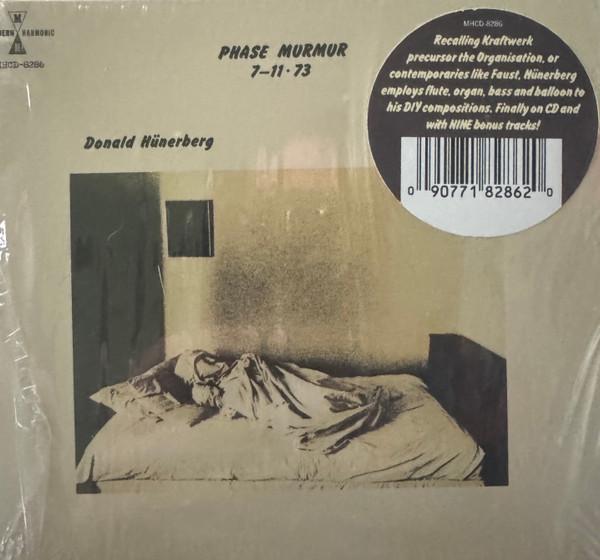 M
ERN HARMONIC
M
MHCD-8286
PHASE MURMUR
7-11·73
Donald Hünerberg
MHCD-8286
Recalling Kraftwerk
precursor the Organisation, or
contemporaries like Faust, Hünerberg
employs flute, organ, bass and balloon to
his DIY compositions. Finally on CD and
with NINE bonus tracks!
0 90771 82862 0